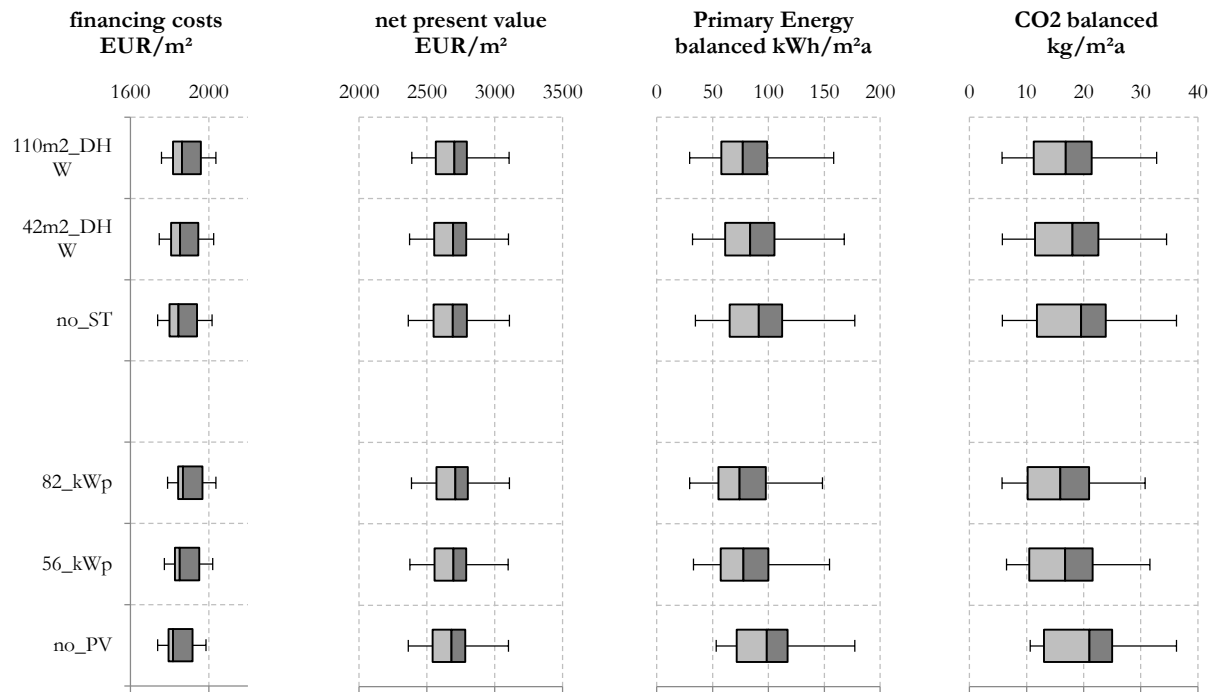 financing costs
EUR/m²
net present value
EUR/m²
Primary Energy
balanced kWh/m²a
CO2 balanced
kg/m²a
1600 2000
2000 2500 3000 3500
0 50 100 150 200
0 10 20 30 40
110m2_DH
W
42m2_DH
W
no_ST
82_kWp
56_kWp
no_PV